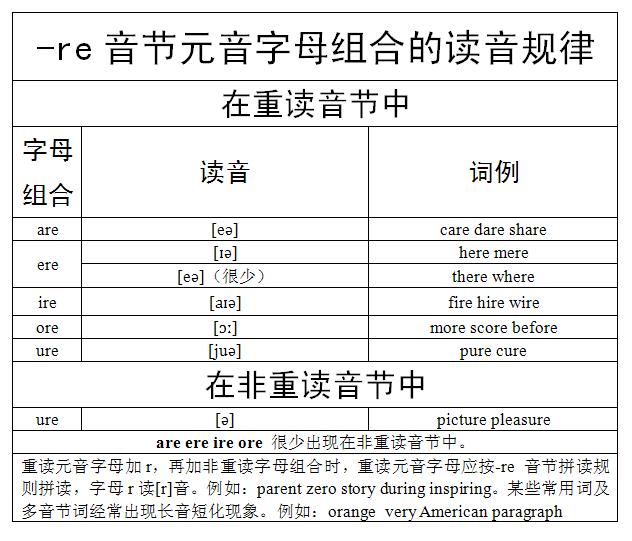 -re 音节元音字母组合的读音规律
在重读音节中
字母组合 读音 词例
are [eə] care dare share
ere [ɪə] here mere
[eə]（很少） there where
ire [aɪə] fire hire wire
ore [ɔː] more score before
ure [juə] pure cure
在非重读音节中
ure [ə] picture pleasure
are ere ire ore 很少出现在非重读音节中。
重读元音字母加 r，再加非重读字母组合时，重读元音字母应按-re 音节拼读规
则拼读，字母 r 读[r]音。例如：parent zero story during inspiring。某些常用词及
多音节词经常出现长音短化现象。例如：orange very American paragraph